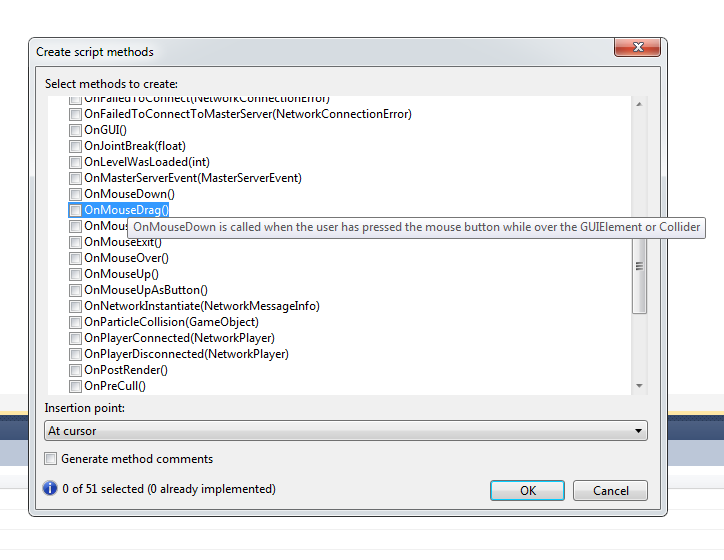 Create script methods
Select methods to create:
OnFailedToConnect(NetworkConnectionError)
OnFailedToConnectToMasterServer(NetworkConnectionError)
OnGUI()
OnJointBreak(float)
OnLevelWasLoaded(int)
OnMasterServerEvent(MasterServerEvent)
OnMouseDown()
OnMouseDrag()
OnMous
OnMouseDown is called when the user has pressed the mouse button while over the GUIElement or Collider
OnMouseExit()
OnMouseOver()
OnMouseUp()
OnMouseUpAsButton()
OnNetworkInstantiate(NetworkMessageInfo)
OnParticleCollision(GameObject)
OnPlayerConnected(NetworkPlayer)
OnPlayerDisconnected(NetworkPlayer)
OnPostRender()
OnPreCull()
Insertion point:
At cursor
Generate method comments
0 of 51 selected (0 already implemented)
OK
Cancel